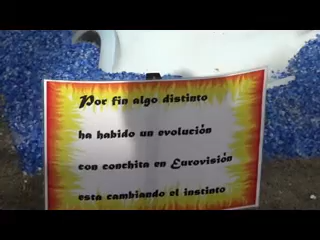 Por fin algo distinto
ha habido un evolución
con conchita en Eurovisión
esta cambiando el instinto